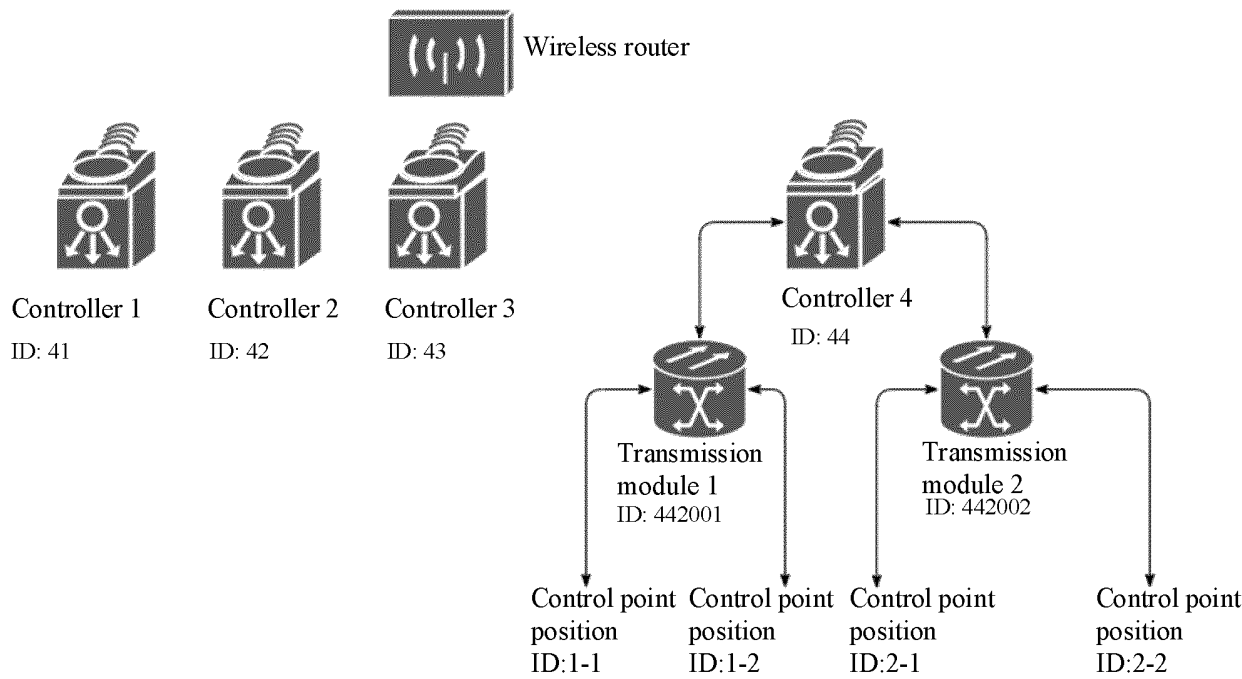 Wireless router
Controller 1
Controller 2
Controller 3
Controller 4
ID: 41
ID: 42
ID: 43
ID: 44
Transmission
module 1
ID: 442001
Transmission
module 2
ID: 442002
Control point
position
ID:1-1
Control point
position
ID:1-2
Control point
position
ID:2-1
Control point
position
ID:2-2